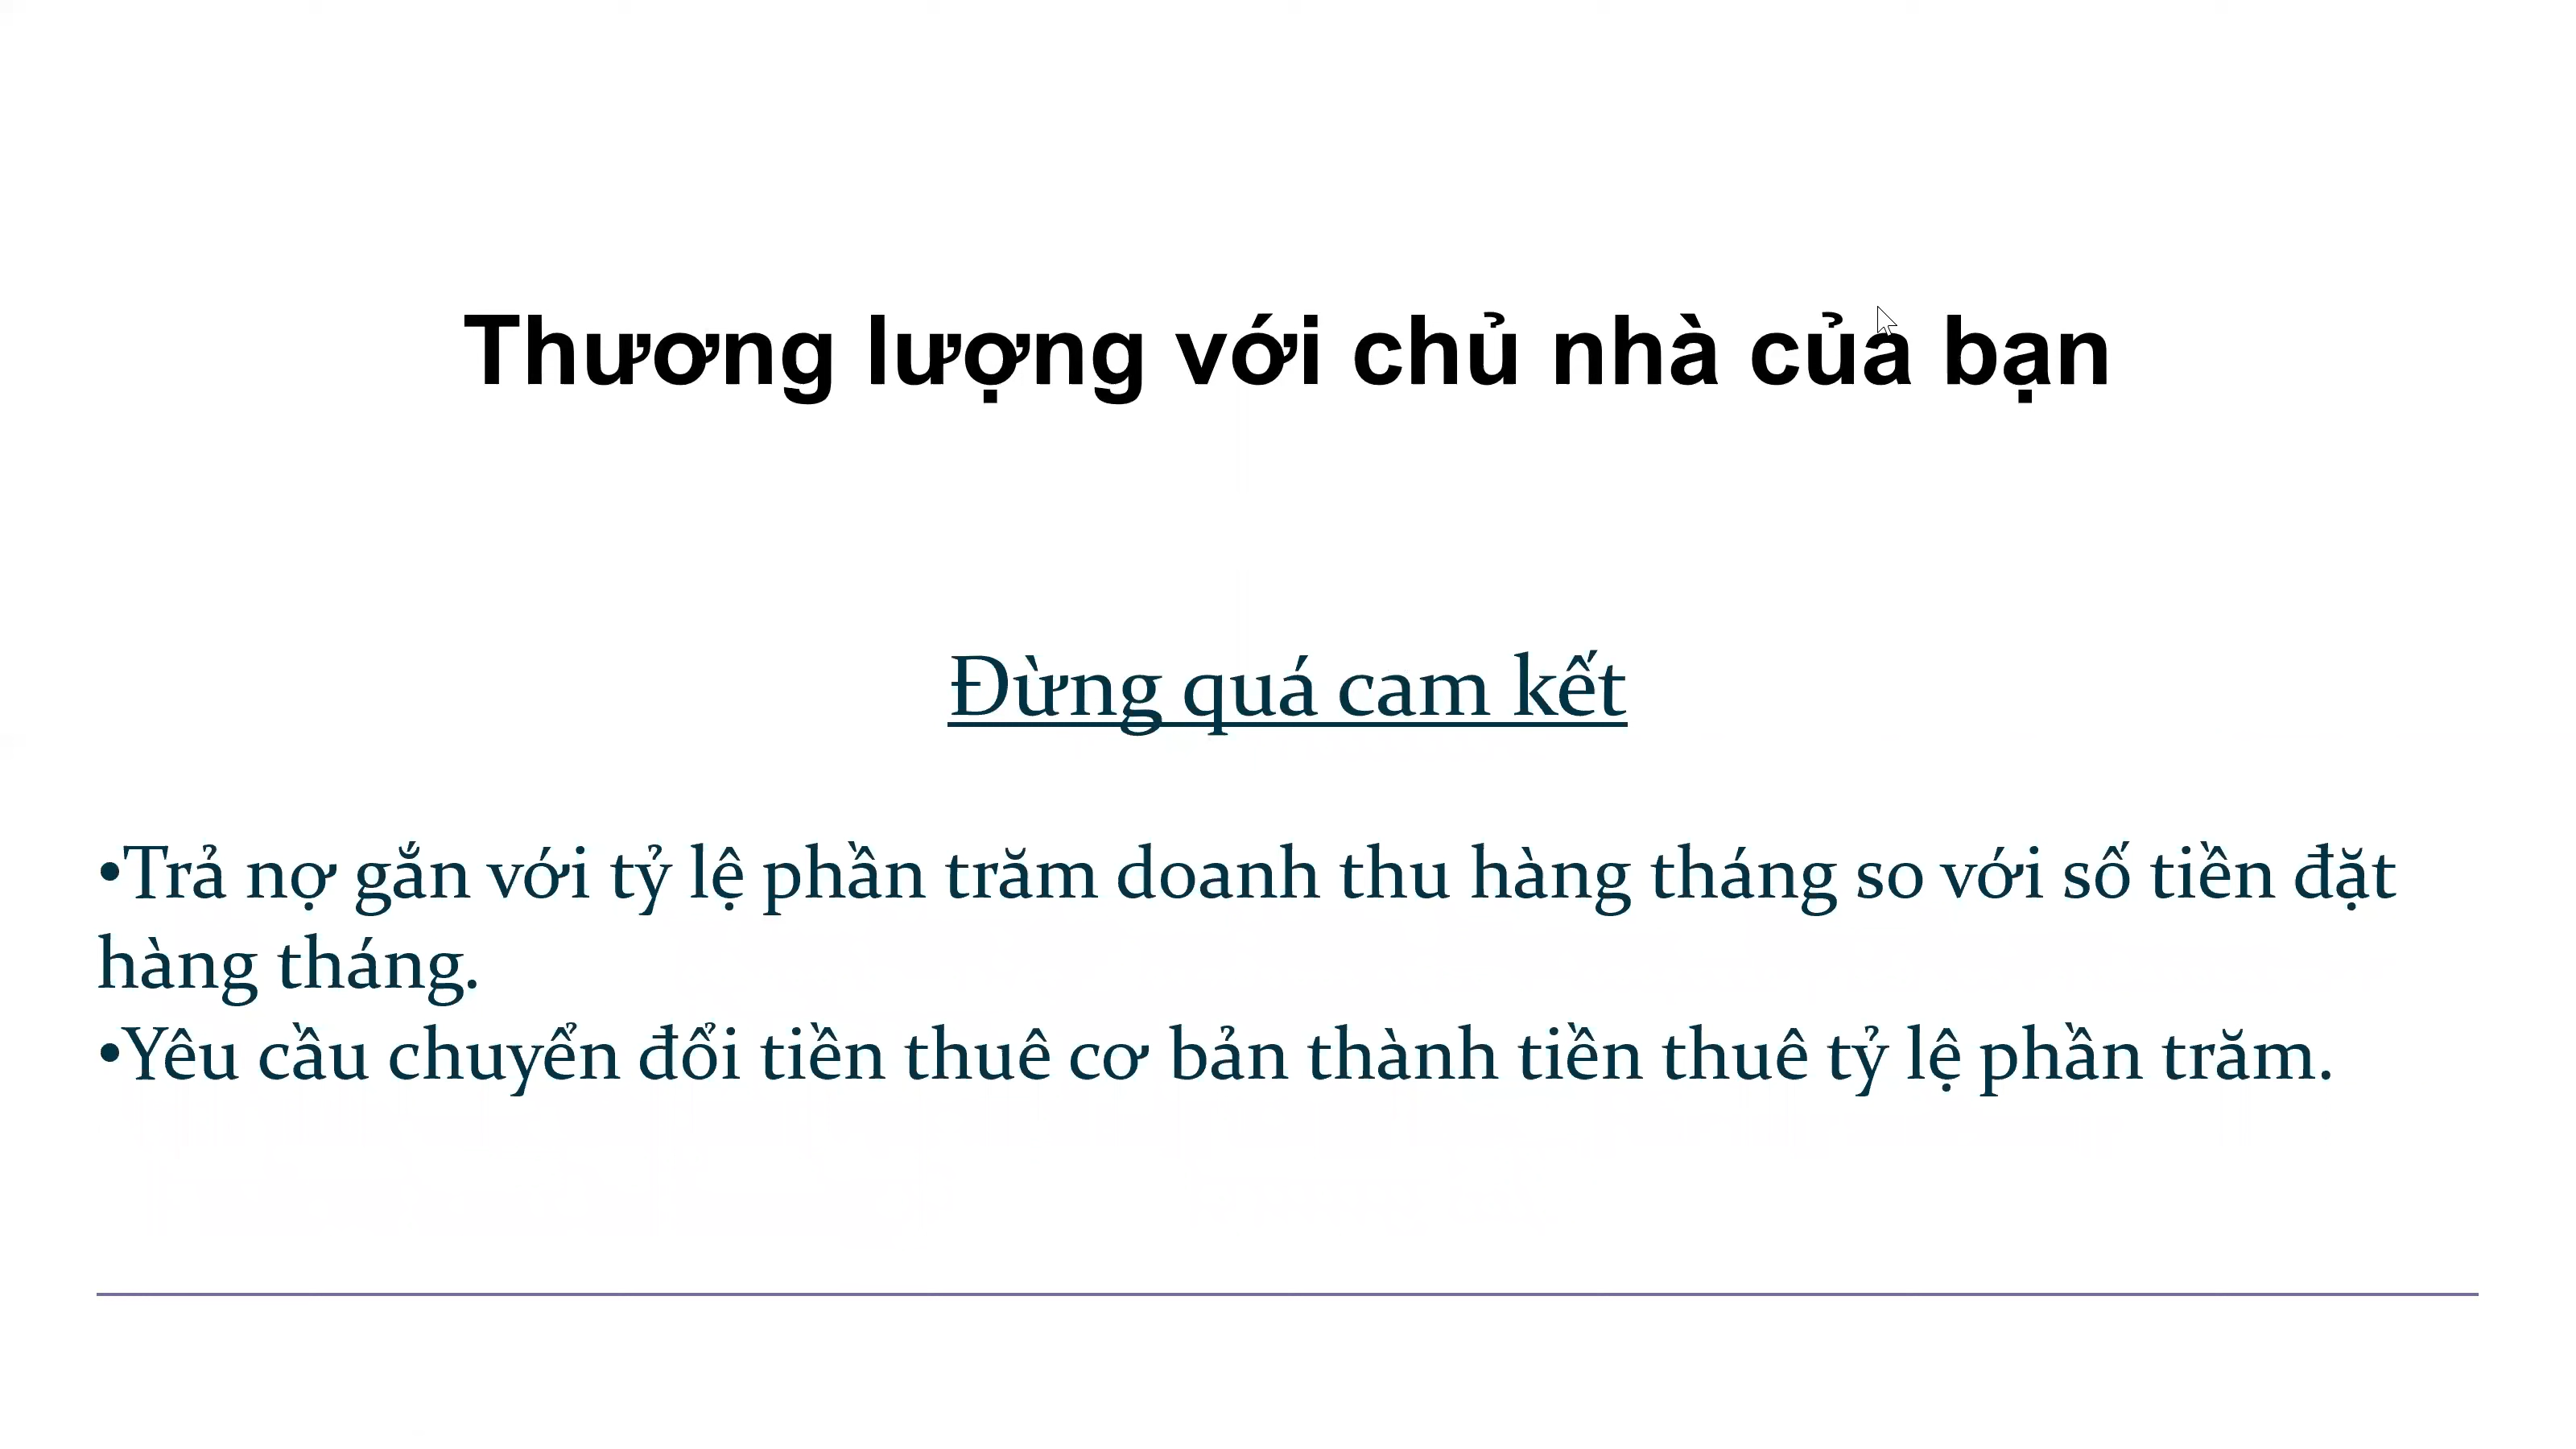 Thương lượng với chủ nhà của bạn
Đừng quá cam kết
•Trả nợ gắn với tỷ lệ phần trăm doanh thu hàng tháng so với số tiền đặt
hàng tháng.
•Yêu cầu chuyển đổi tiền thuê cơ bản thành tiền thuê tỷ lệ phần trăm.